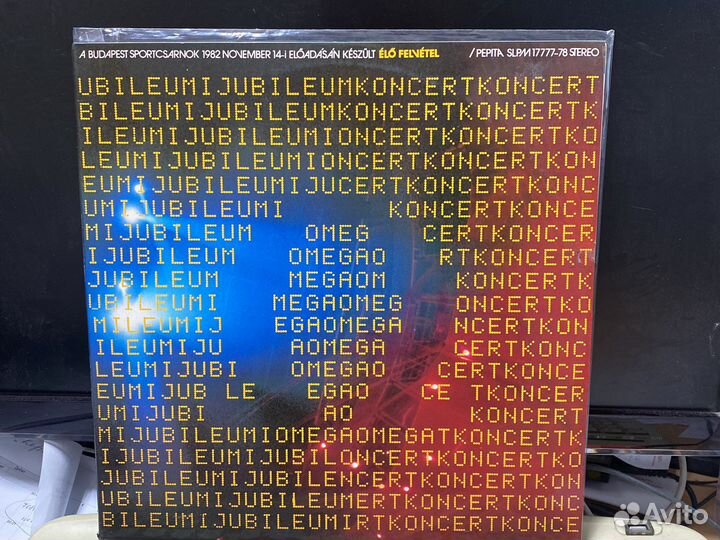 A BUDAPEST SPORTCSARNOK 1982 NOVEMBER 14-i ELŐADÁSÁN KÉSZÜLT ÉLŐ FELVÉTEL / PEPITA SLPM 17777-78 STEREO
UBILEUMIJUBILEUMKONCERTKONCERT
BILEUMIJUBILEUMKONCERTKONCERTK
ILEUMIJUBILEUMIONCERTKONCERTKO
LEUMIJUBILEUMIONCERTKONCERTKON
EUMIJUBILEUMIJUCERTKONCERTKONC
UMIJUBILEUMI KONCERTKONCE
MIJUBILEUM OMEG CERTKONCER
IJUBILEUM OMEGAO RTKONCERT
JUBILEUM MEGAOM KONCERTK
UBILEUMI MEGAOMEG ONCERTKO
MILEUMIJ EGAOMEGA NCERTKON
ILEUMIJU AOMEGA CERTKONC
LEUMIJUBI OMEGAO CERTKONCE
EUMIJUB LE EGAO CE TKONCER
UMIJUBI AO KONCERT
MIJUBILEUMIOMEGAOMEGATKONCERTK
IJUBILEUMIJUBILONCERTKONCERTKO
JUBILEUMIJUBILENCERTKONCERTKON
UBILEUMIJUBILEUMERTKONCERTKONC
BILEUMIJUBILEUMIRTKONCERTKONCE
Avito